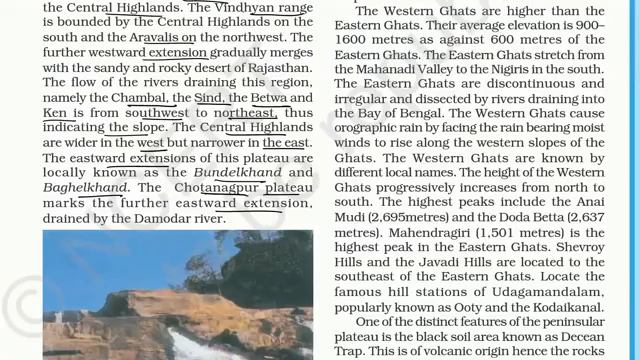 the Central Highlands. The Vindhyan range
is bounded by the Central Highlands on
the south and the Aravalis on the northwest.
The further westward extension gradually merges
with the sandy and rocky desert of Rajasthan.
The flow of the rivers draining this region,
namely the Chambal, the Sind, the Betwa and
Ken is from southwest to northeast, thus
indicating the slope. The Central Highlands
are wider in the west but narrower in the east.
The eastward extensions of this plateau are
locally known as the Bundelkhand and
Baghelkhand. The Chotanagpur plateau
marks the further eastward extension,
drained by the Damodar river.
The Western Ghats are higher than the
Eastern Ghats. Their average elevation is 900–
1600 metres as against 600 metres of the
Eastern Ghats. The Eastern Ghats stretch from
the Mahanadi Valley to the Nigiris in the south.
The Eastern Ghats are discontinuous and
irregular and dissected by rivers draining into
the Bay of Bengal. The Western Ghats cause
orographic rain by facing the rain bearing moist
winds to rise along the western slopes of the
Ghats. The Western Ghats are known by
different local names. The height of the Western
Ghats progressively increases from north to
south. The highest peaks include the Anai
Mudi (2,695metres) and the Doda Betta (2,637
metres). Mahendragiri (1,501 metres) is
the highest peak in the Eastern Ghats. Shevroy
Hills and the Javadi Hills are located to the
southeast of the Eastern Ghats. Locate the
famous hill stations of Udagamandalam,
popularly known as Ooty and the Kodaikanal.
One of the distinct features of the peninsular
plateau is the black soil area known as Deccan
Trap. This is of volcanic origin hence the rocks